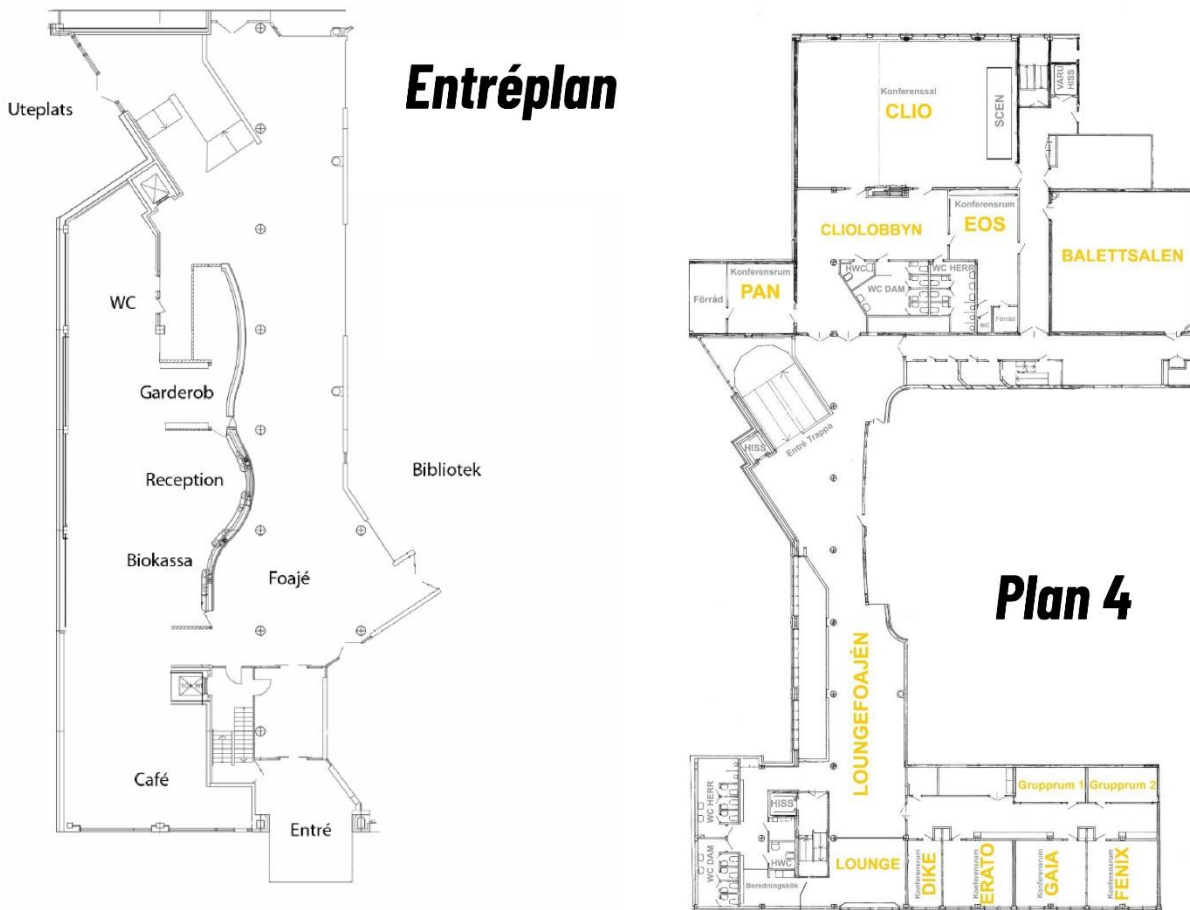 Entréplan
Uteplats
WC
Garderob
Reception
Bibliotek
Biokassa
Foajé
Café
Entré
Plan 4
Konferenssal
CLIO
SCEN
VARU
HISS
CLIOLOBBYN
Konferensrum
EOS
BALETTSALEN
HWC
WC HERR
WC DAM
Förråd
Konferensrum
PAN
WC
Förråd
HISS
Entré Trappa
LOUNGEFOAJÉN
WC HERR
HISS
WC DAM
HWC
Beredningskök
LOUNGE
Grupprum 1
Grupprum 2
Konferensrum
DIKE
Konferensrum
ERATO
Konferensrum
GAIA
Konferensrum
FENIX